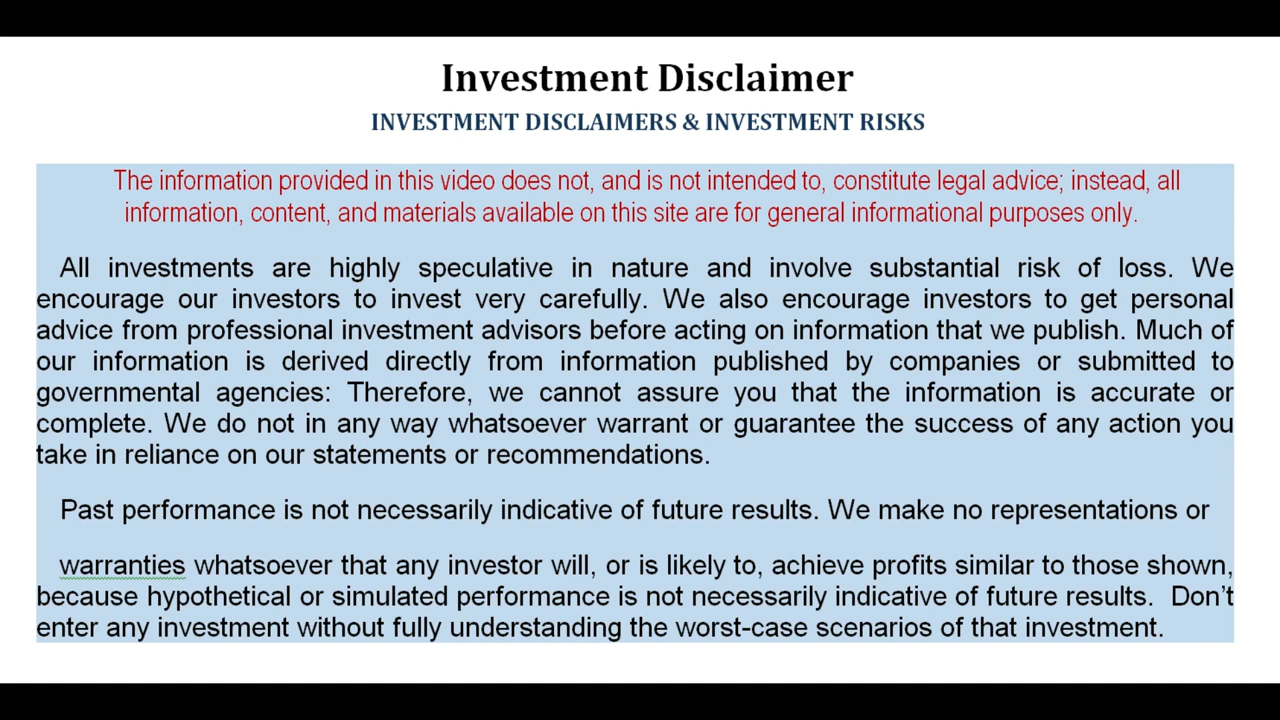 Investment Disclaimer
INVESTMENT DISCLAIMERS & INVESTMENT RISKS
The information provided in this video does not, and is not intended to, constitute legal advice; instead, all
information, content, and materials available on this site are for general informational purposes only.
All investments are highly speculative in nature and involve substantial risk of loss. We
encourage our investors to invest very carefully. We also encourage investors to get personal
advice from professional investment advisors before acting on information that we publish. Much of
our information is derived directly from information published by companies or submitted to
governmental agencies: Therefore, we cannot assure you that the information is accurate or
complete. We do not in any way whatsoever warrant or guarantee the success of any action you
take in reliance on our statements or recommendations.
Past performance is not necessarily indicative of future results. We make no representations or
warranties whatsoever that any investor will, or is likely to, achieve profits similar to those shown,
because hypothetical or simulated performance is not necessarily indicative of future results.  Don’t
enter any investment without fully understanding the worst-case scenarios of that investment.